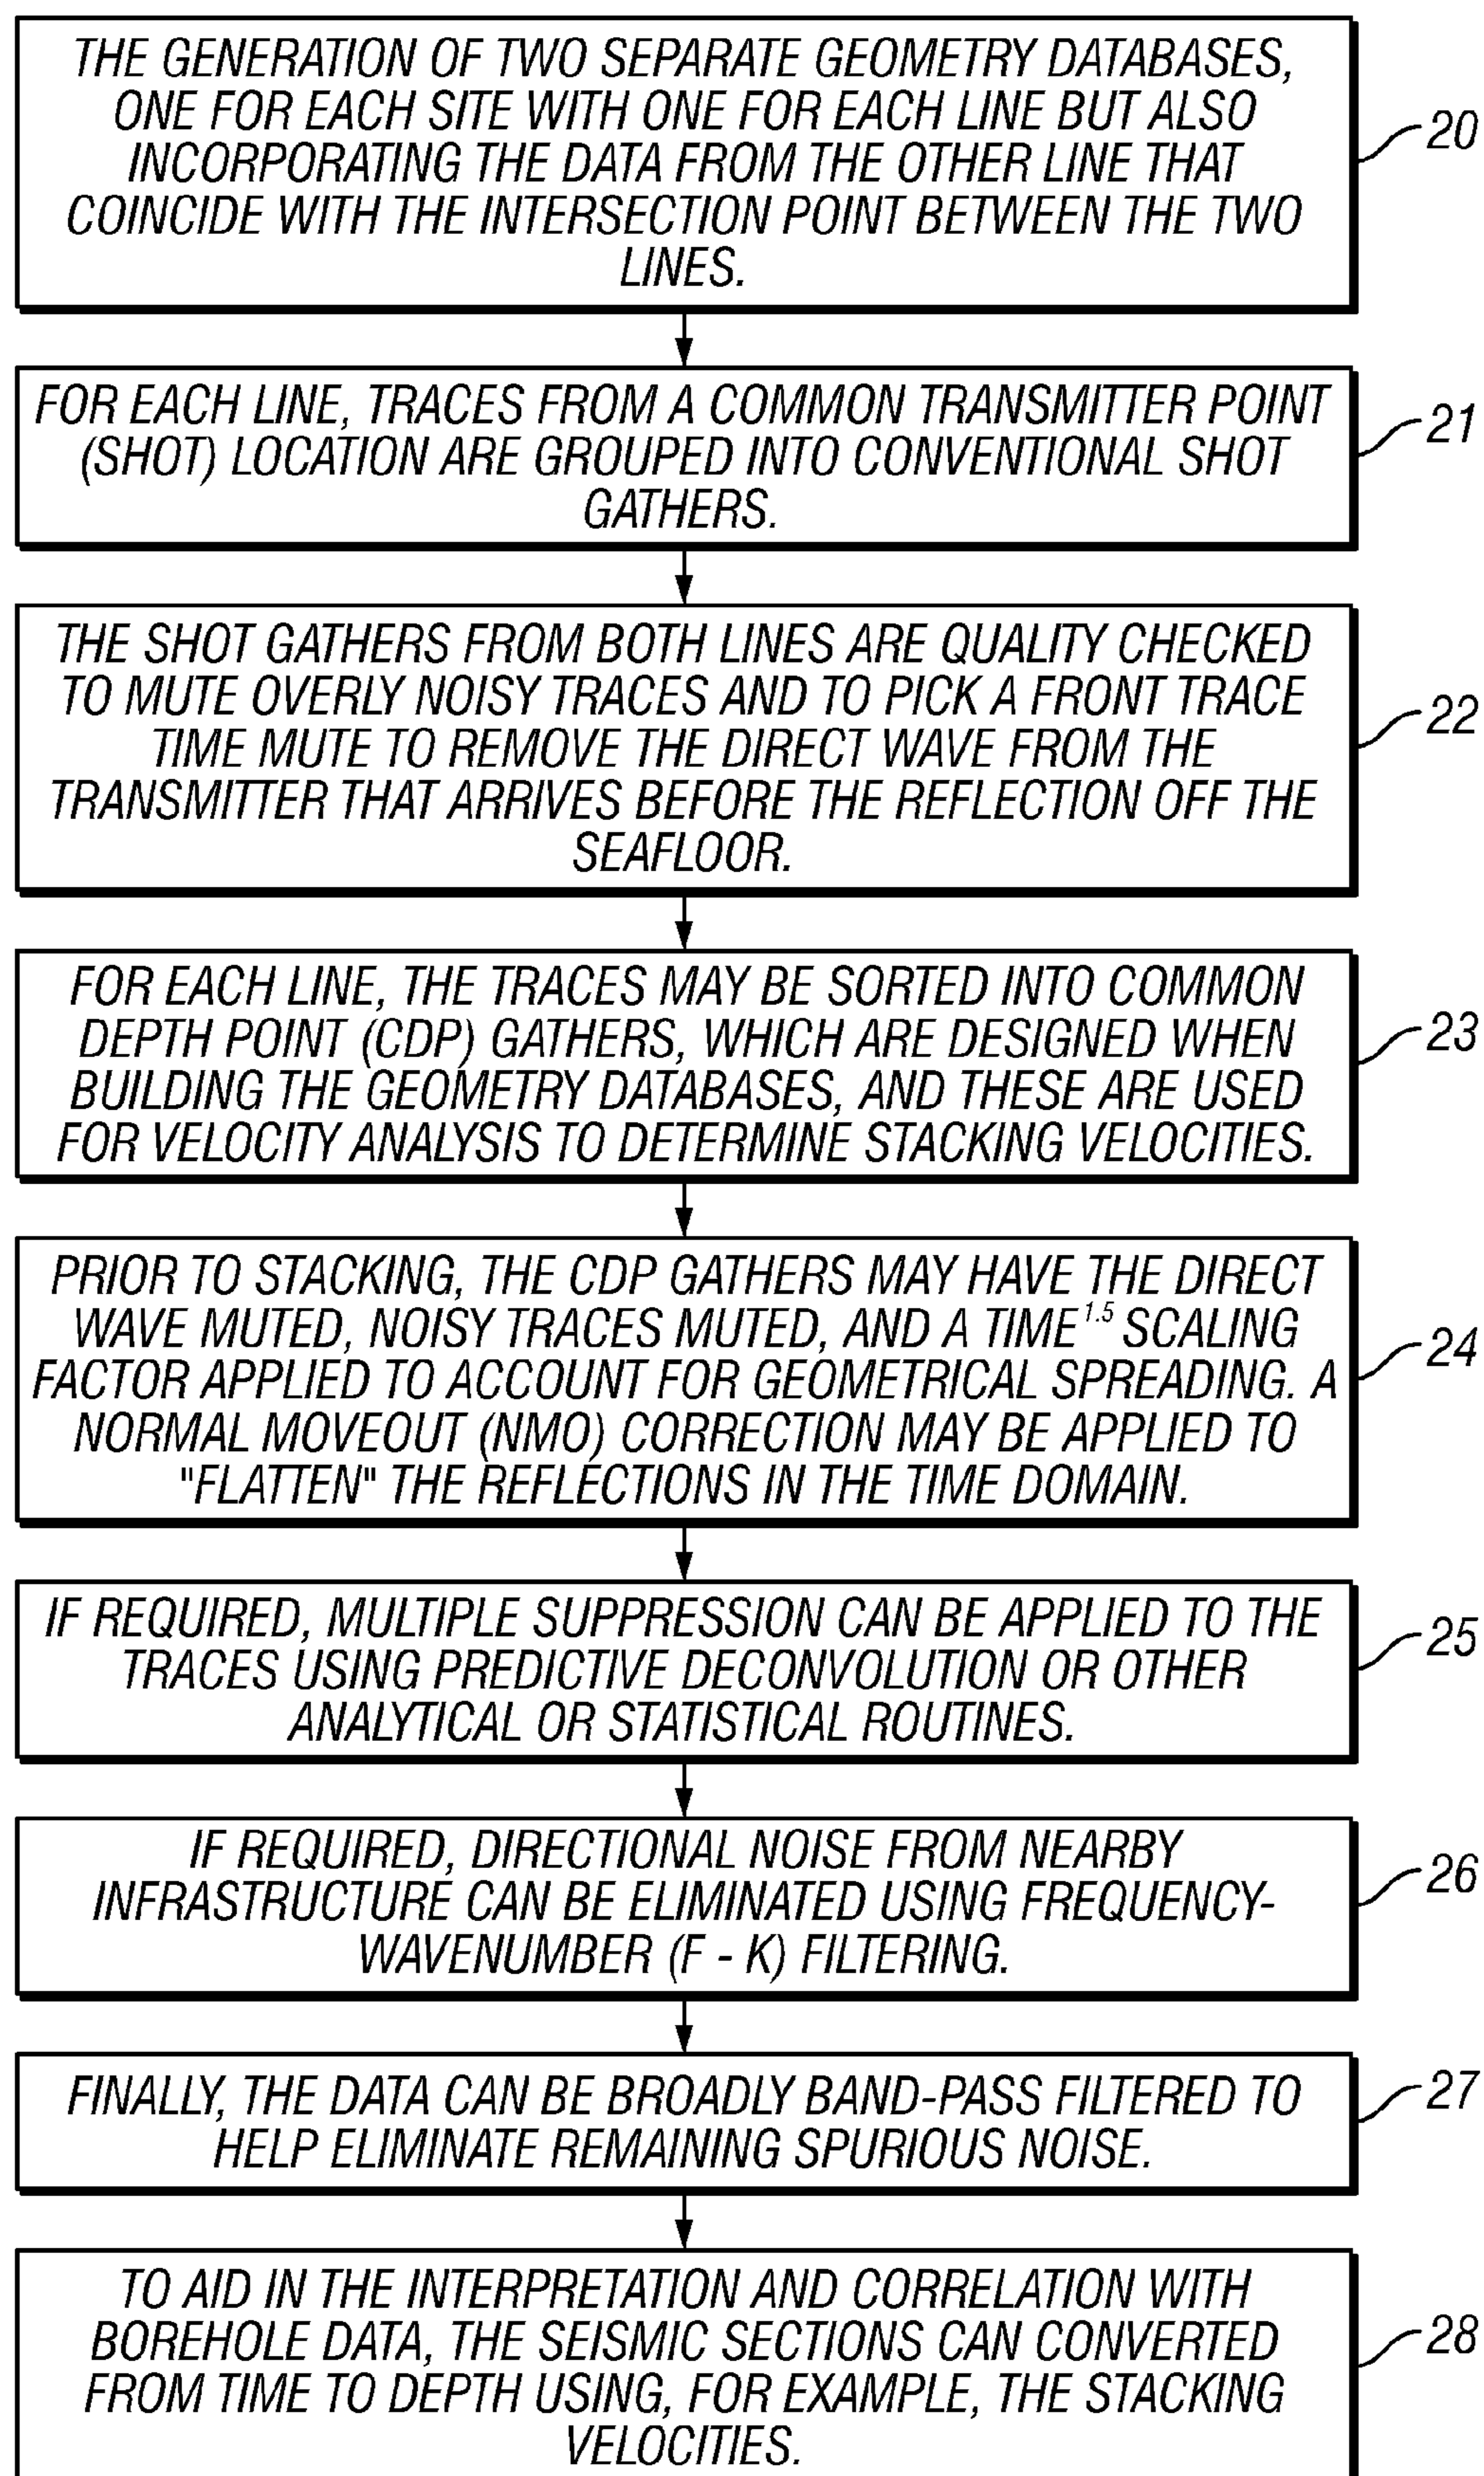 THE GENERATION OF TWO SEPARATE GEOMETRY DATABASES,
ONE FOR EACH SITE WITH ONE FOR EACH LINE BUT ALSO
INCORPORATING THE DATA FROM THE OTHER LINE THAT
COINCIDE WITH THE INTERSECTION POINT BETWEEN THE TWO
LINES.
20
FOR EACH LINE, TRACES FROM A COMMON TRANSMITTER POINT
(SHOT) LOCATION ARE GROUPED INTO CONVENTIONAL SHOT
GATHERS.
21
THE SHOT GATHERS FROM BOTH LINES ARE QUALITY CHECKED
TO MUTE OVERLY NOISY TRACES AND TO PICK A FRONT TRACE
TIME MUTE TO REMOVE THE DIRECT WAVE FROM THE
TRANSMITTER THAT ARRIVES BEFORE THE REFLECTION OFF THE
SEAFLOOR.
22
FOR EACH LINE, THE TRACES MAY BE SORTED INTO COMMON
DEPTH POINT (CDP) GATHERS, WHICH ARE DESIGNED WHEN
BUILDING THE GEOMETRY DATABASES, AND THESE ARE USED
FOR VELOCITY ANALYSIS TO DETERMINE STACKING VELOCITIES.
23
PRIOR TO STACKING, THE CDP GATHERS MAY HAVE THE DIRECT
WAVE MUTED, NOISY TRACES MUTED, AND A TIME^1.5 SCALING
FACTOR APPLIED TO ACCOUNT FOR GEOMETRICAL SPREADING. A
NORMAL MOVEOUT (NMO) CORRECTION MAY BE APPLIED TO
"FLATTEN" THE REFLECTIONS IN THE TIME DOMAIN.
24
IF REQUIRED, MULTIPLE SUPPRESSION CAN BE APPLIED TO THE
TRACES USING PREDICTIVE DECONVOLUTION OR OTHER
ANALYTICAL OR STATISTICAL ROUTINES.
25
IF REQUIRED, DIRECTIONAL NOISE FROM NEARBY
INFRASTRUCTURE CAN BE ELIMINATED USING FREQUENCY-
WAVENUMBER (F - K) FILTERING.
26
FINALLY, THE DATA CAN BE BROADLY BAND-PASS FILTERED TO
HELP ELIMINATE REMAINING SPURIOUS NOISE.
27
TO AID IN THE INTERPRETATION AND CORRELATION WITH
BOREHOLE DATA, THE SEISMIC SECTIONS CAN CONVERTED
FROM TIME TO DEPTH USING, FOR EXAMPLE, THE STACKING
VELOCITIES.
28